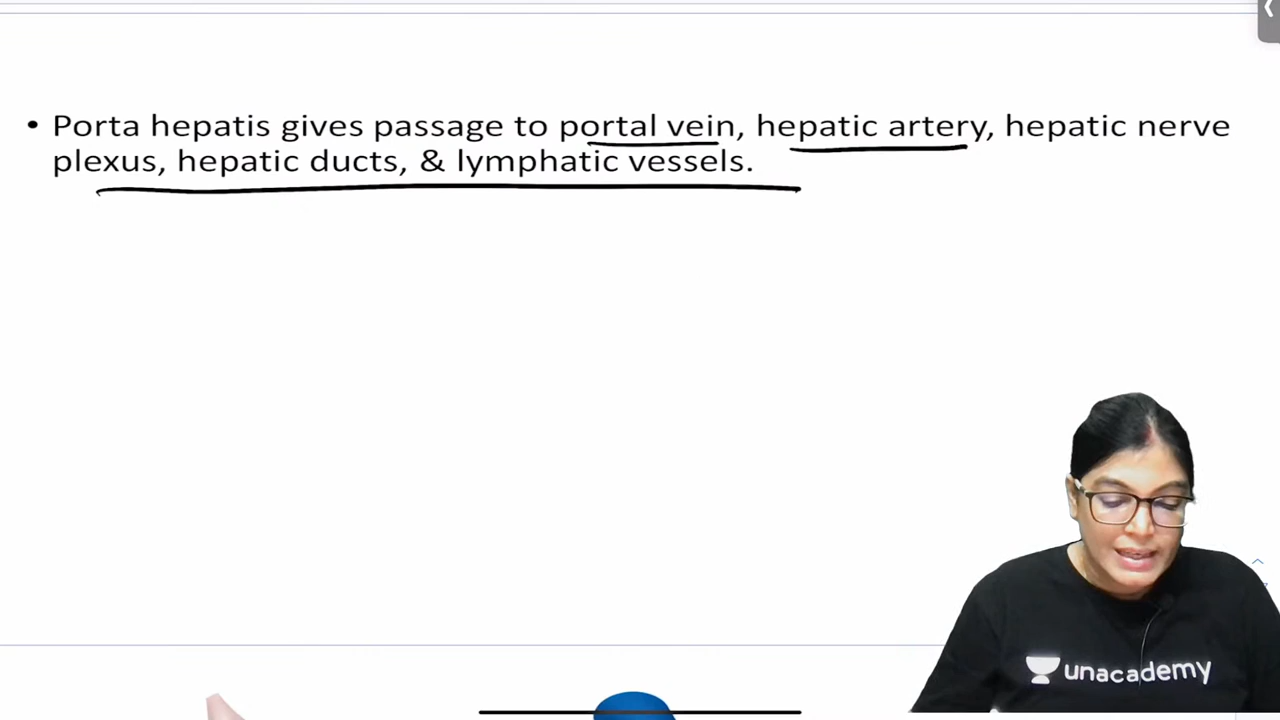 • Porta hepatis gives passage to portal vein, hepatic artery, hepatic nerve
plexus, hepatic ducts, & lymphatic vessels.
unacademy